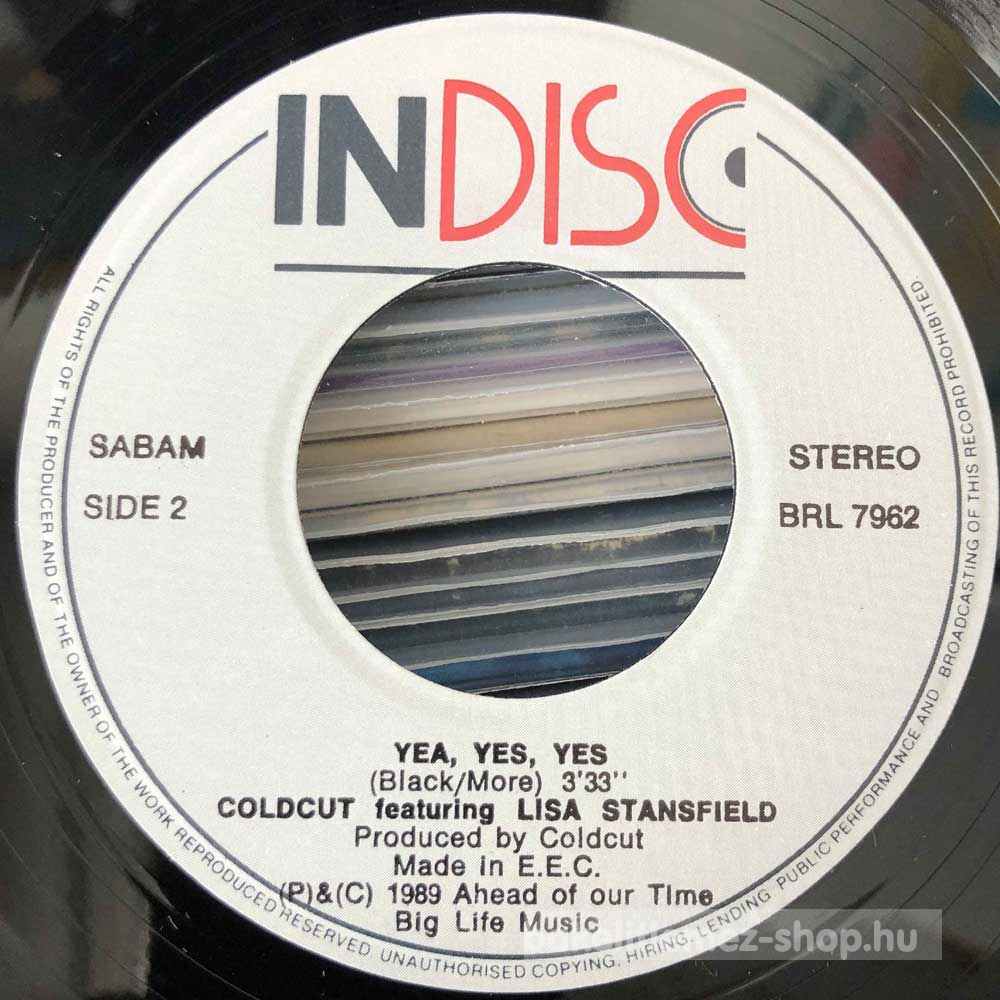 INDISC
SABAM
SIDE 2
STEREO
BRL 7962
YEA, YES, YES
(Black/More) 3'33''
COLDCUT featuring LISA STANSFIELD
Produced by Coldcut
Made in E.E.C.
(P)&(C) 1989 Ahead of our TIme
Big Life Music
ALL RIGHTS OF THE PRODUCER AND OF THE OWNER OF THE WORK REPRODUCED RESERVED UNAUTHORISED COPYING, HIRING, LENDING, PUBLIC PERFORMANCE AND BROADCASTING OF THIS RECORD PROHIBITED.
-shop.hu